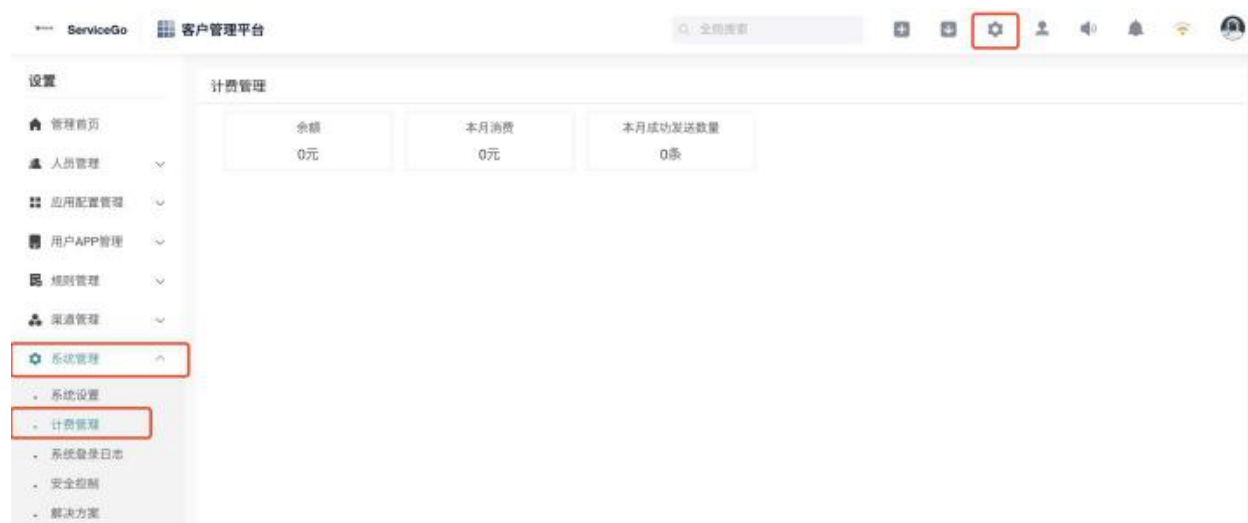 ServiceGo 客户管理平台 全局搜索
设置
计费管理
管理首页
余额 本月消费 本月成功发送数量
0元 0元 0条
人员管理
应用配置管理
用户APP管理
规则管理
渠道管理
系统管理
系统设置
计费管理
系统登录日志
安全控制
解决方案